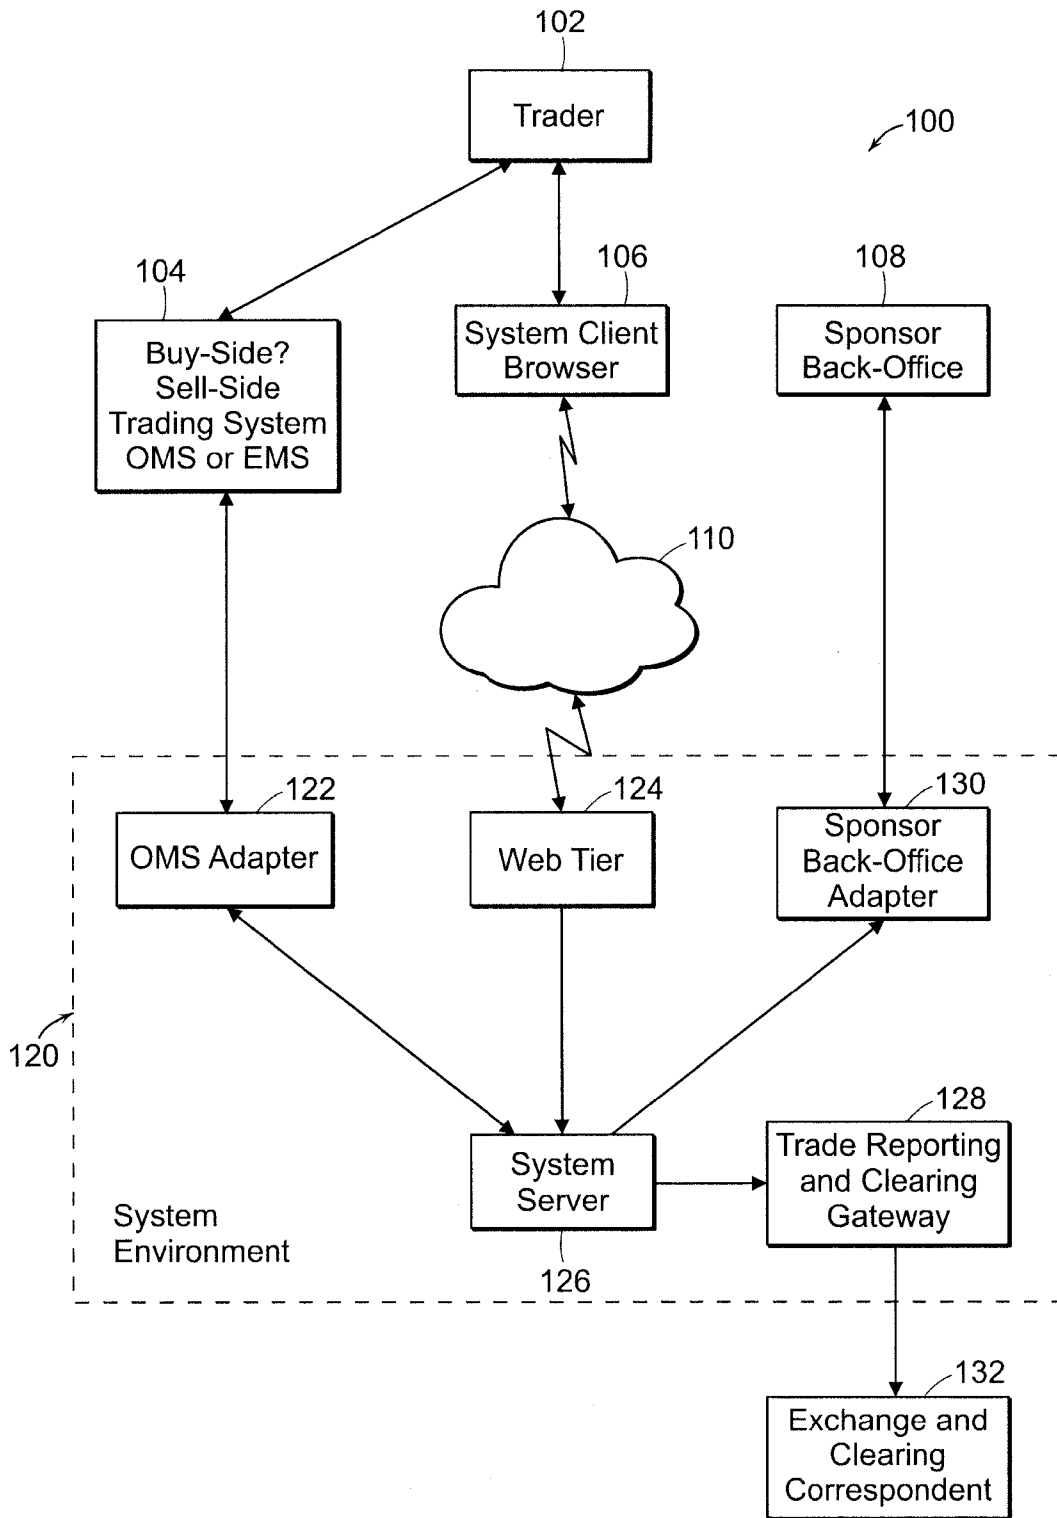 102
Trader
100
104
106
108
Buy-Side?
Sell-Side
Trading System
OMS or EMS
System Client
Browser
Sponsor
Back-Office
110
122
124
130
OMS Adapter
Web Tier
Sponsor
Back-Office
Adapter
120
128
System
Server
Trade Reporting
and Clearing
Gateway
System
Environment
126
132
Exchange and
Clearing
Correspondent